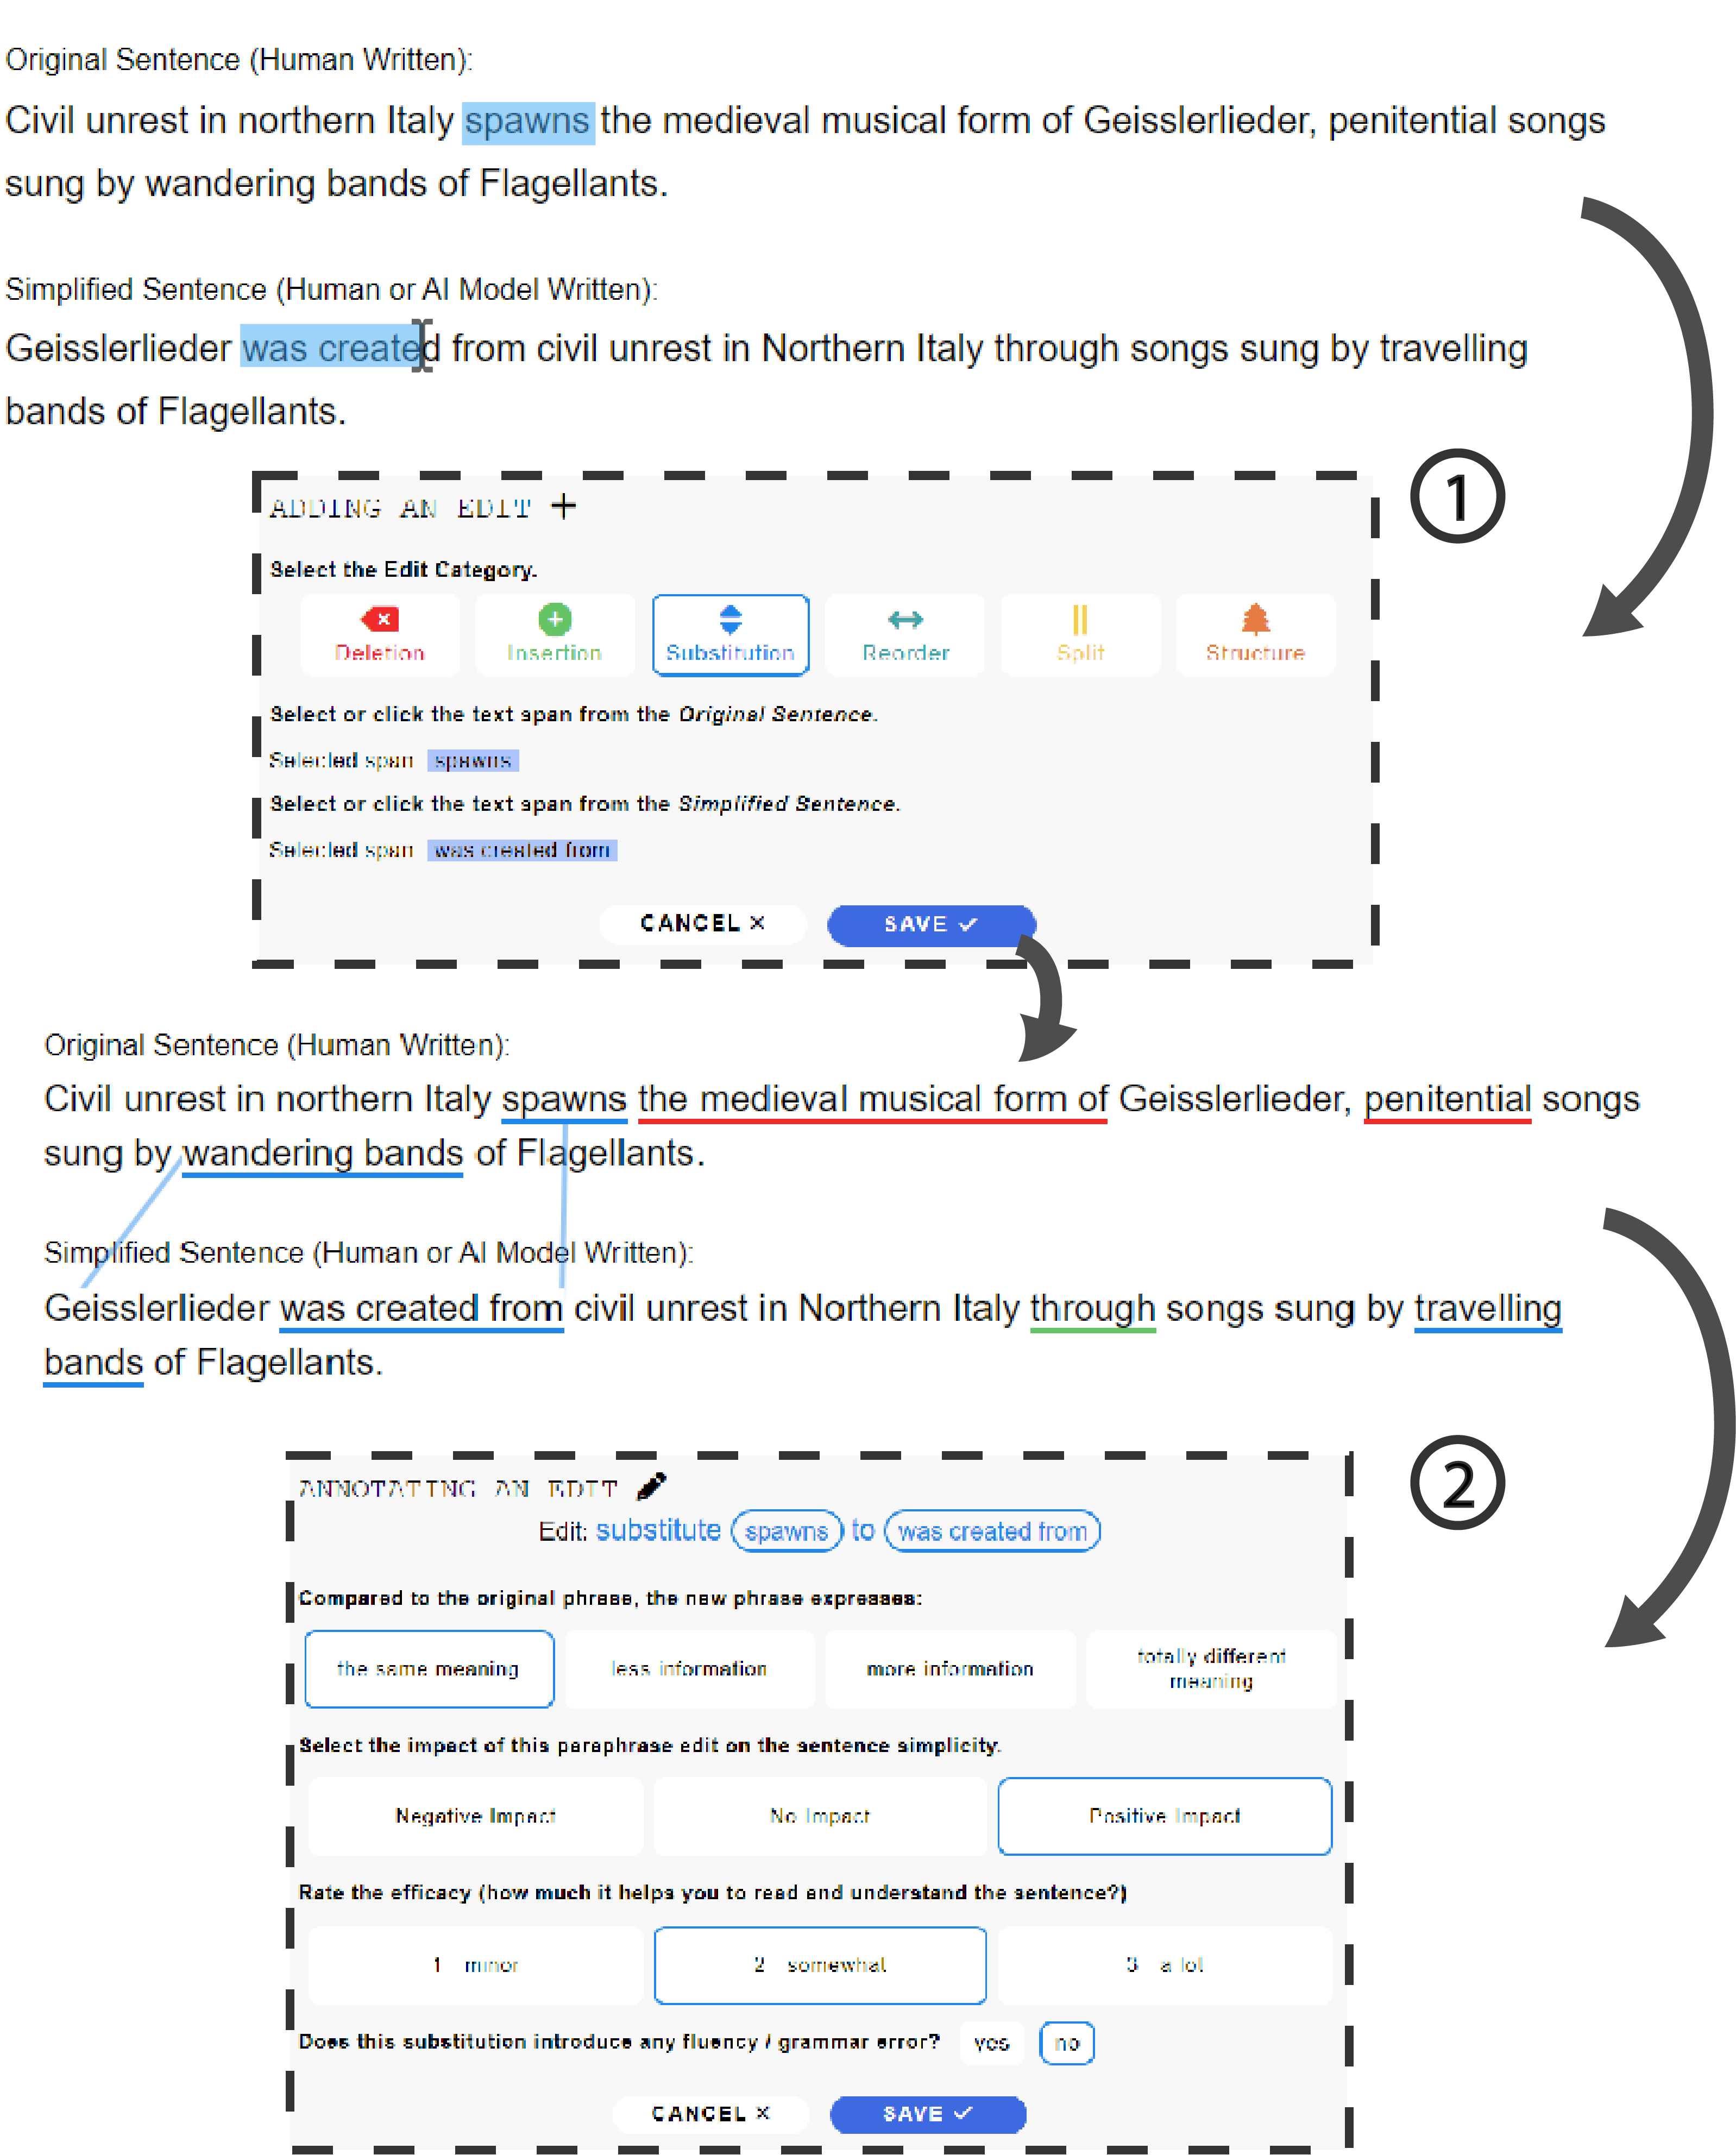 Original Sentence (Human Written):
Civil unrest in northern Italy spawns the medieval musical form of Geisslerlieder, penitential songs
sung by wandering bands of Flagellants.
Simplified Sentence (Human or AI Model Written):
Geisslerlieder was created from civil unrest in Northern Italy through songs sung by travelling
bands of Flagellants.
1
ADDING AN EDIT +
Select the Edit Category.
Deletion Insertion Substitution Reorder Split Structure
Select or click the text span from the Original Sentence.
Selected span spawns
Select or click the text span from the Simplified Sentence.
Selected span was created from
CANCEL × SAVE ✓
Original Sentence (Human Written):
Civil unrest in northern Italy spawns the medieval musical form of Geisslerlieder, penitential songs
sung by wandering bands of Flagellants.
Simplified Sentence (Human or AI Model Written):
Geisslerlieder was created from civil unrest in Northern Italy through songs sung by travelling
bands of Flagellants.
2
ANNOTATING AN EDIT
Edit: substitute spawns to was created from
Compared to the original phrase, the new phrase expresses:
the same meaning less information more information totally different
meaning
Select the impact of this paraphrase edit on the sentence simplicity.
Negative Impact No Impact Positive Impact
Rate the efficacy (how much it helps you to read and understand the sentence?)
1 minor 2 somewhat 3 a lot
Does this substitution introduce any fluency / grammar error? yes no
CANCEL × SAVE ✓